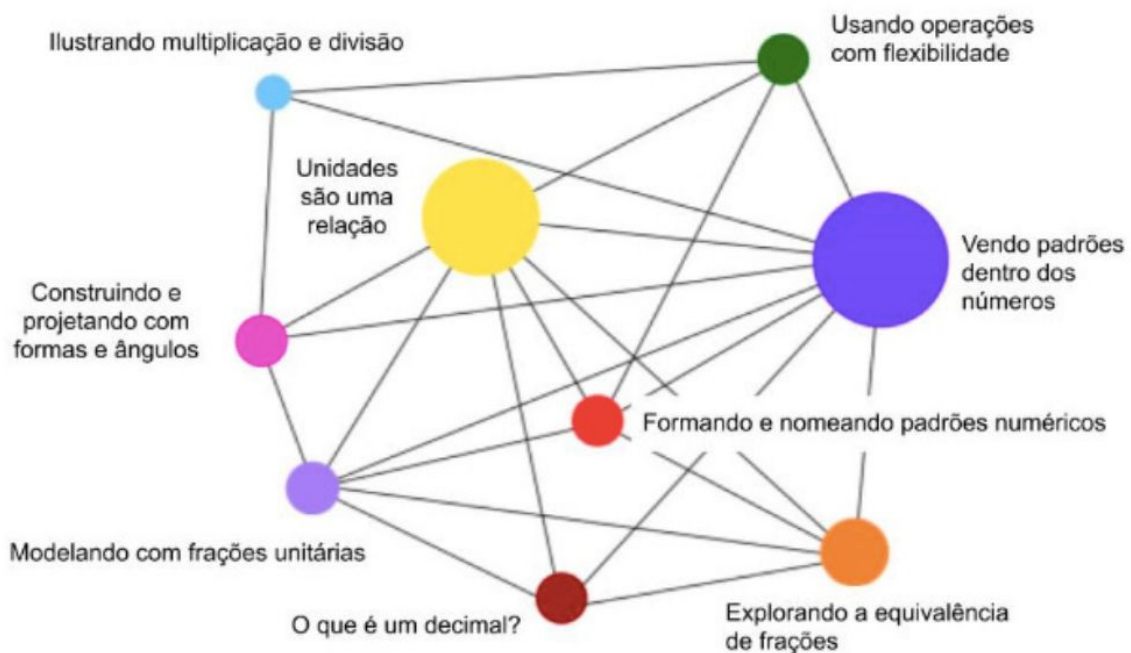 Ilustrando multiplicação e divisão
Usando operações
com flexibilidade
Unidades
são uma
relação
Vendo padrões
dentro dos
números
Construindo e
projetando com
formas e ângulos
Formando e nomeando padrões numéricos
Modelando com frações unitárias
O que é um decimal?
Explorando a equivalência
de frações